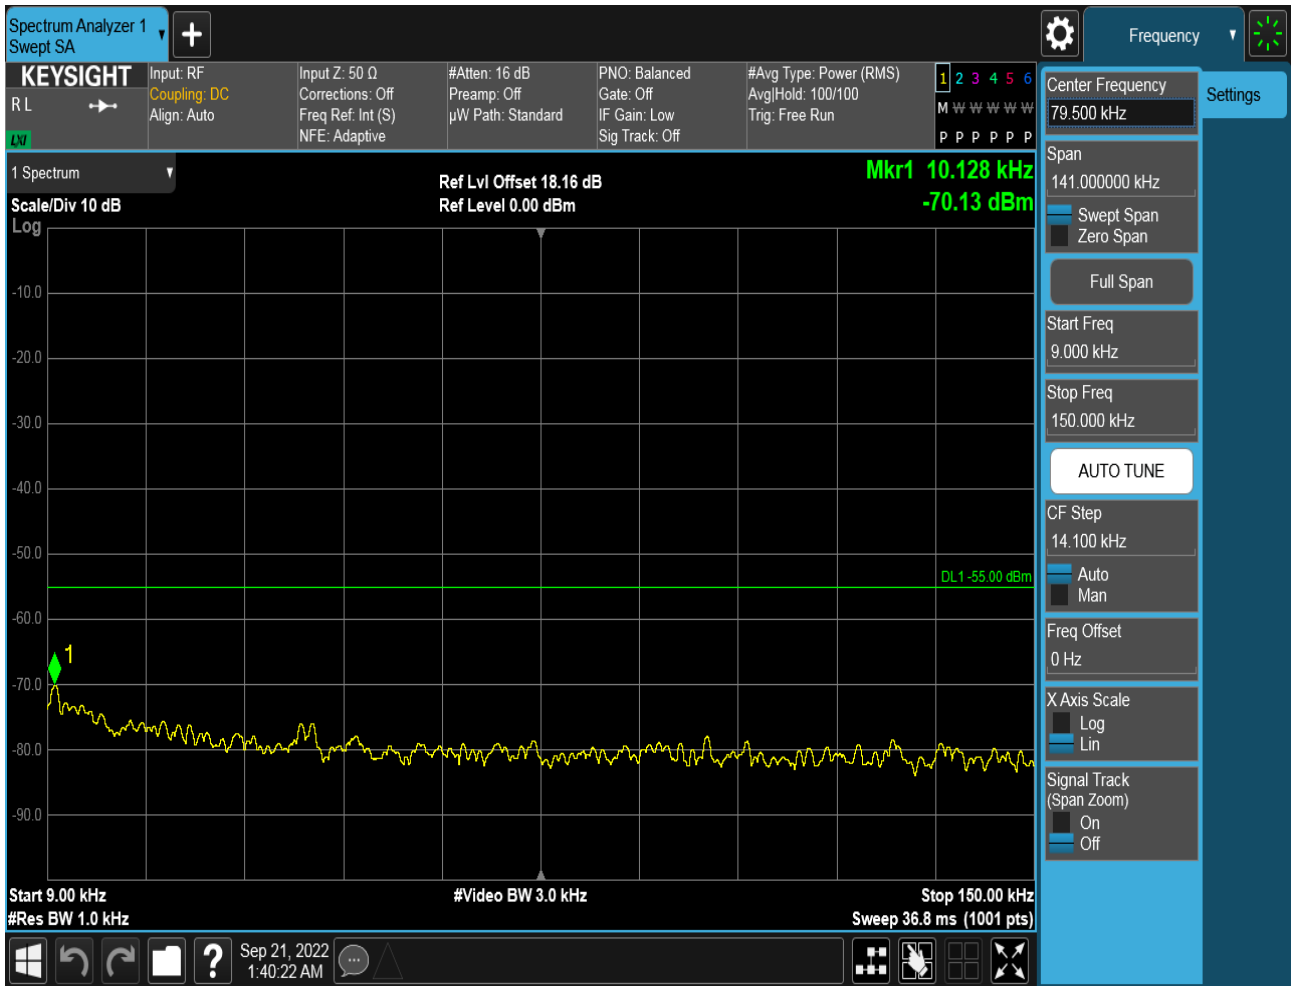 Spectrum Analyzer 1
Swept SA
Frequency
KEYSIGHT
R L
LXI
Input: RF
Coupling: DC
Align: Auto
Input Z: 50 Ω
Corrections: Off
Freq Ref: Int (S)
NFE: Adaptive
#Atten: 16 dB
Preamp: Off
µW Path: Standard
PNO: Balanced
Gate: Off
IF Gain: Low
Sig Track: Off
#Avg Type: Power (RMS)
Avg|Hold: 100/100
Trig: Free Run
1 2 3 4 5 6
M W W W W W
P P P P P P
1 Spectrum
Scale/Div 10 dB
Log
Ref Lvl Offset 18.16 dB
Ref Level 0.00 dBm
Mkr1 10.128 kHz
-70.13 dBm
-10.0
-20.0
-30.0
-40.0
-50.0
DL1 -55.00 dBm
-60.0
1
-70.0
-80.0
-90.0
Start 9.00 kHz
#Video BW 3.0 kHz
Stop 150.00 kHz
#Res BW 1.0 kHz
Sweep 36.8 ms (1001 pts)
?
Sep 21, 2022
1:40:22 AM
Center Frequency
79.500 kHz
Settings
Span
141.000000 kHz
Swept Span
Zero Span
Full Span
Start Freq
9.000 kHz
Stop Freq
150.000 kHz
AUTO TUNE
CF Step
14.100 kHz
Auto
Man
Freq Offset
0 Hz
X Axis Scale
Log
Lin
Signal Track
(Span Zoom)
On
Off